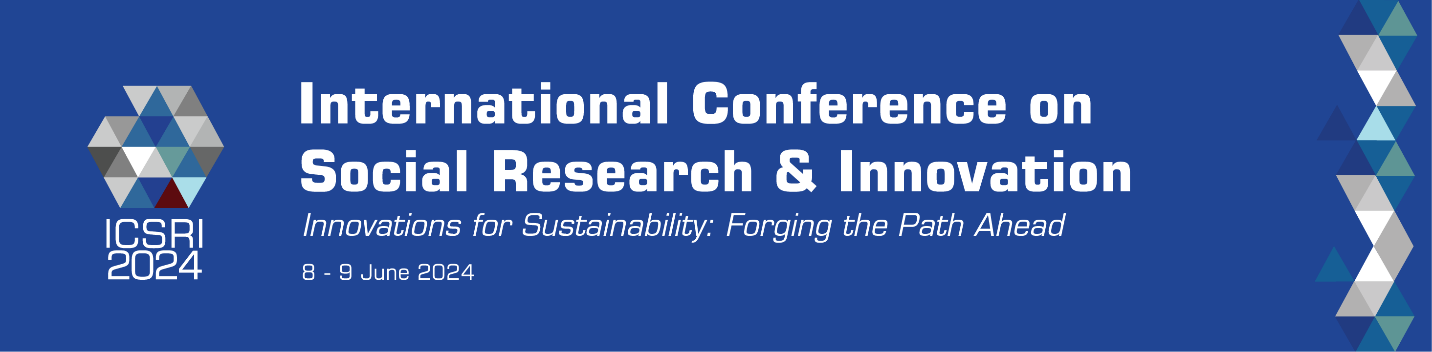 ICSRI
2024
International Conference on
Social Research & Innovation
Innovations for Sustainability: Forging the Path Ahead
8 - 9 June 2024